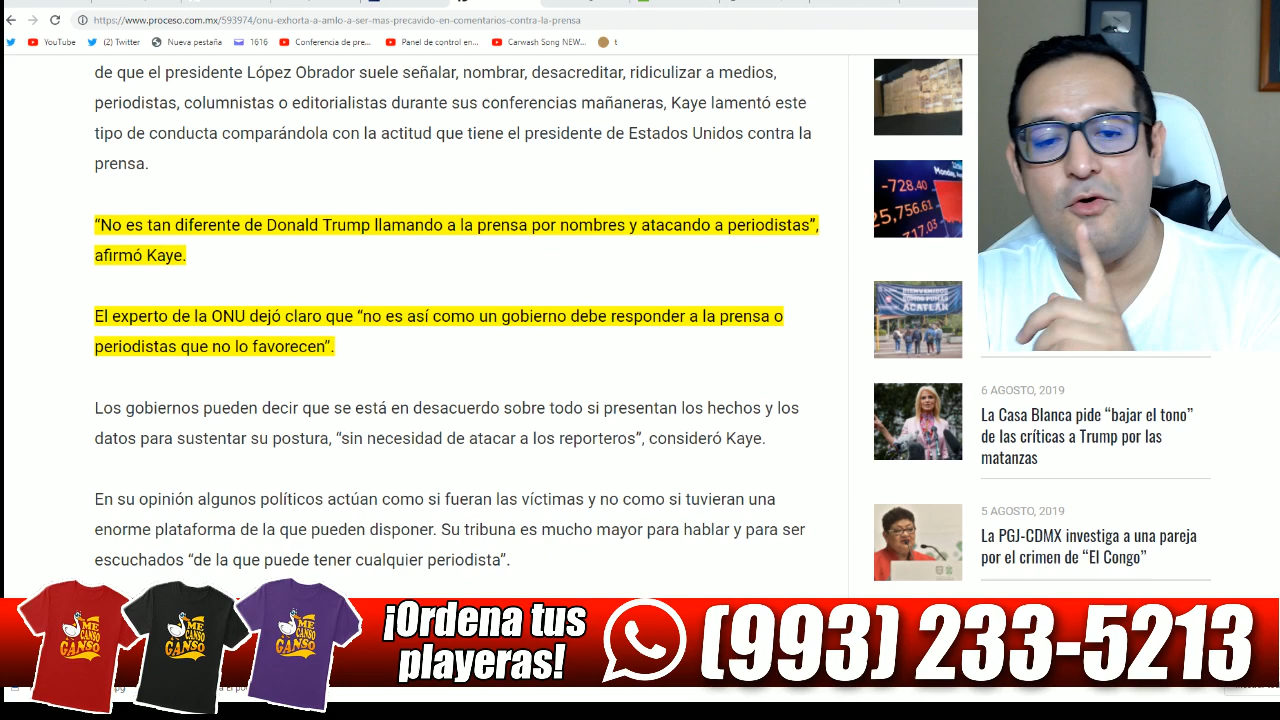 https://www.proceso.com.mx/593974/onu-exhorta-a-amlo-a-ser-mas-precavido-en-comentarios-contra-la-prensa
YouTube (2) Twitter Nueva pestaña 1616 Conferencia de pre... Panel de control en... Carwash Song NEW... t
de que el presidente López Obrador suele señalar, nombrar, desacreditar, ridiculizar a medios,
periodistas, columnistas o editorialistas durante sus conferencias mañaneras, Kaye lamentó este
tipo de conducta comparándola con la actitud que tiene el presidente de Estados Unidos contra la
prensa.
“No es tan diferente de Donald Trump llamando a la prensa por nombres y atacando a periodistas”,
afirmó Kaye.
El experto de la ONU dejó claro que “no es así como un gobierno debe responder a la prensa o
periodistas que no lo favorecen”.
Los gobiernos pueden decir que se está en desacuerdo sobre todo si presentan los hechos y los
datos para sustentar su postura, “sin necesidad de atacar a los reporteros”, consideró Kaye.
En su opinión algunos políticos actúan como si fueran las víctimas y no como si tuvieran una
enorme plataforma de la que pueden disponer. Su tribuna es mucho mayor para hablar y para ser
escuchados “de la que puede tener cualquier periodista”.
-728.40
25,756.61
717.03
BIENVENIDOS
SOMOS PUMAS
ACATLÁN
6 AGOSTO, 2019
La Casa Blanca pide “bajar el tono”
de las críticas a Trump por las
matanzas
5 AGOSTO, 2019
La PGJ-CDMX investiga a una pareja
por el crimen de “El Congo”
ME
CANSO
GANSO
ME
CANSO
GANSO
ME
CANSO
GANSO
¡Ordena tus
playeras!
(993) 233-5213